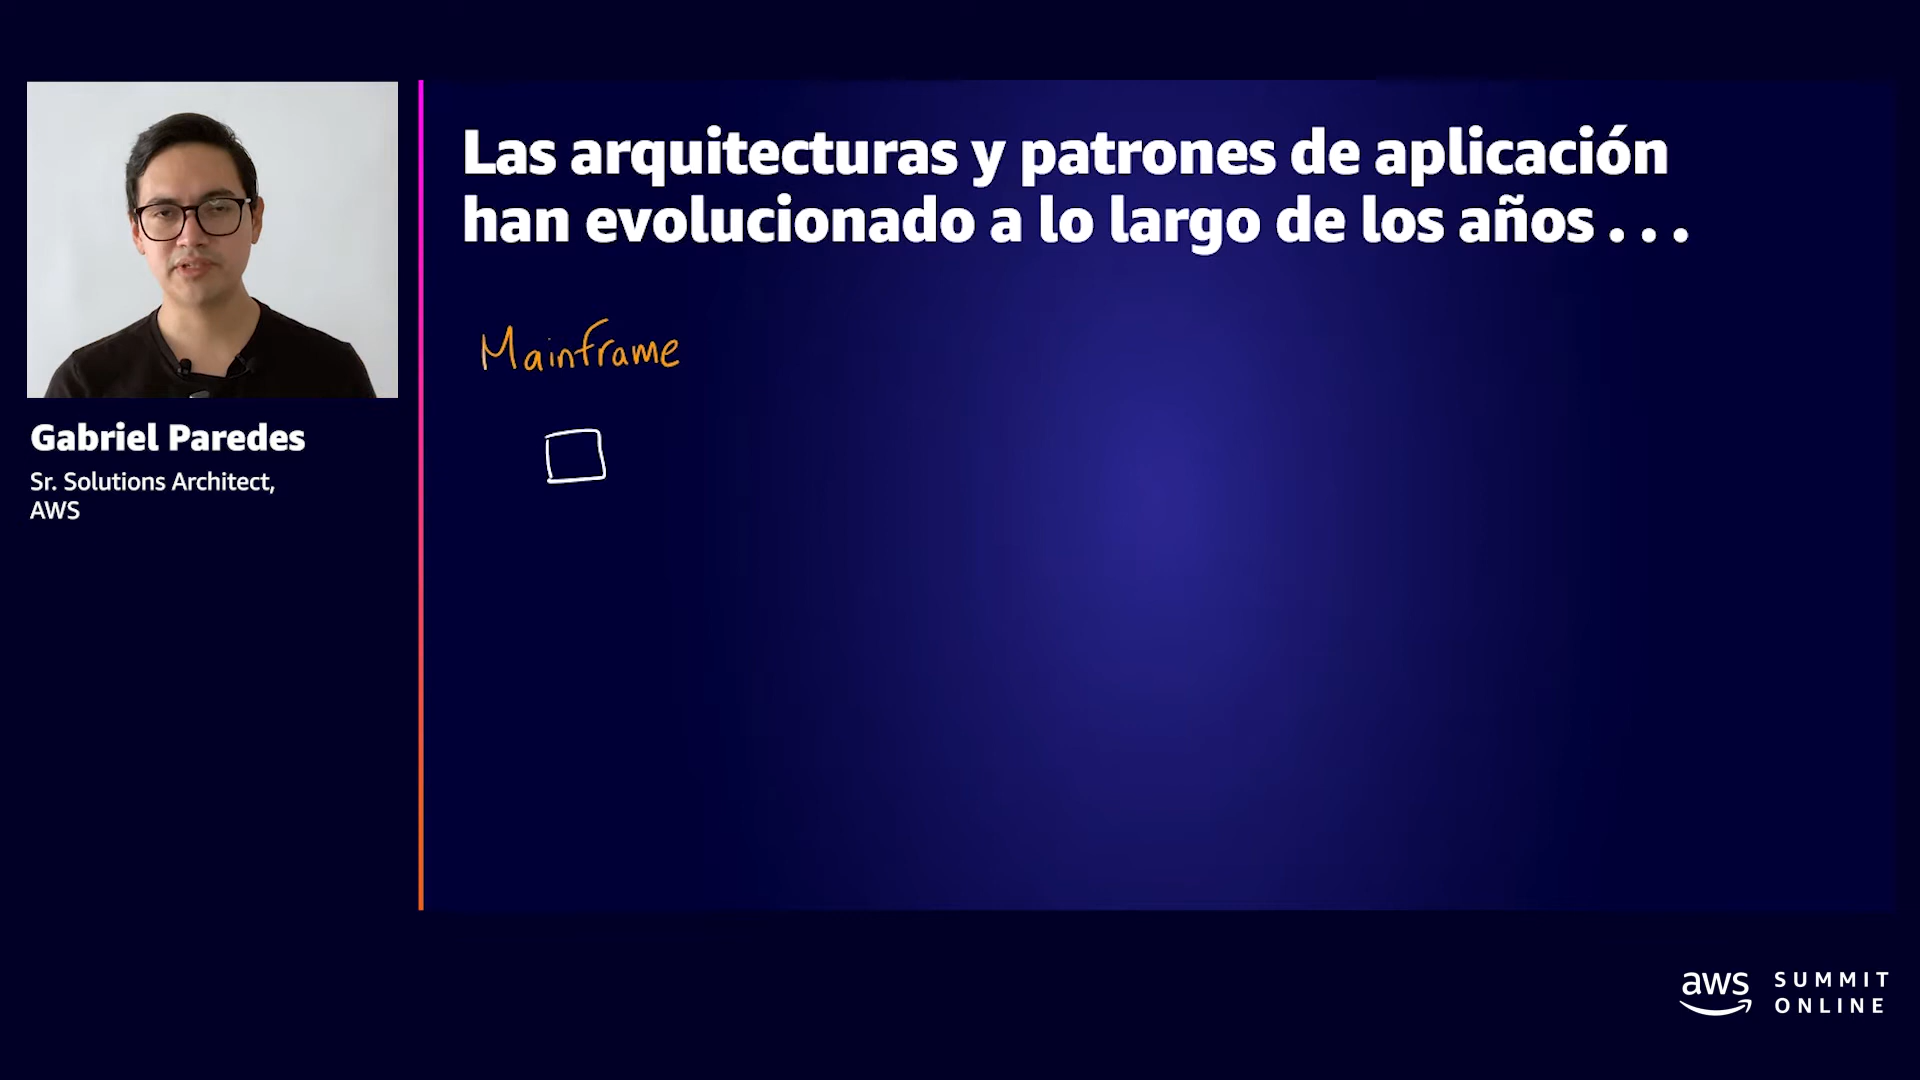 Las arquitecturas y patrones de aplicación
han evolucionado a lo largo de los años . . .
Mainframe
Gabriel Paredes
Sr. Solutions Architect,
AWS
aws SUMMIT
ONLINE